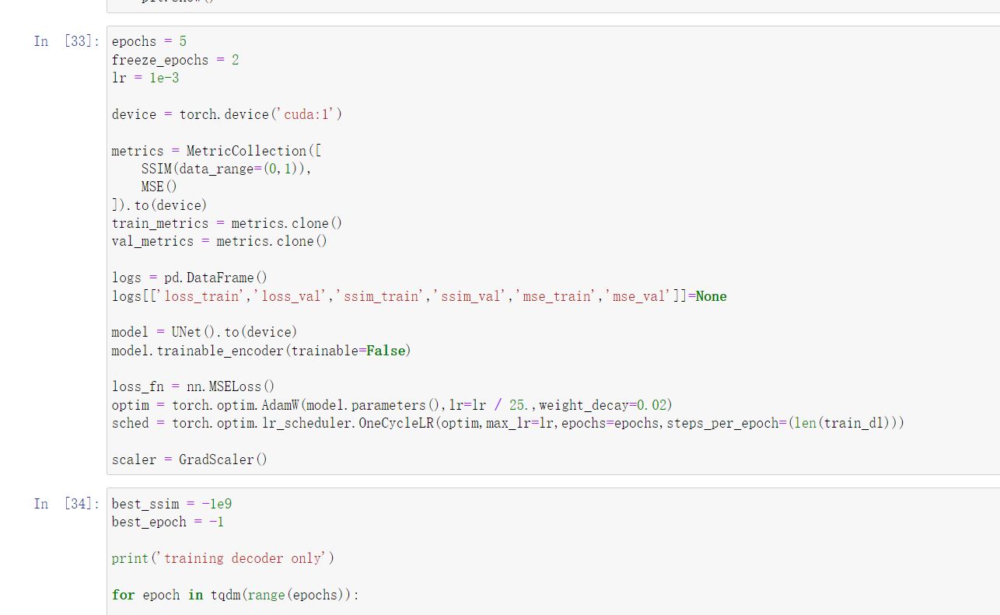 In [33]:
epochs = 5
freeze_epochs = 2
lr = 1e-3
device = torch.device('cuda:1')
metrics = MetricCollection([
    SSIM(data_range=(0,1)),
    MSE()
]).to(device)
train_metrics = metrics.clone()
val_metrics = metrics.clone()
logs = pd.DataFrame()
logs[['loss_train','loss_val','ssim_train','ssim_val','mse_train','mse_val']]=None
model = UNet().to(device)
model.trainable_encoder(trainable=False)
loss_fn = nn.MSELoss()
optim = torch.optim.AdamW(model.parameters(),lr=lr / 25.,weight_decay=0.02)
sched = torch.optim.lr_scheduler.OneCycleLR(optim,max_lr=lr,epochs=epochs,steps_per_epoch=(len(train_dl)))
scaler = GradScaler()
In [34]:
best_ssim = -1e9
best_epoch = -1
print('training decoder only')
for epoch in tqdm(range(epochs)):